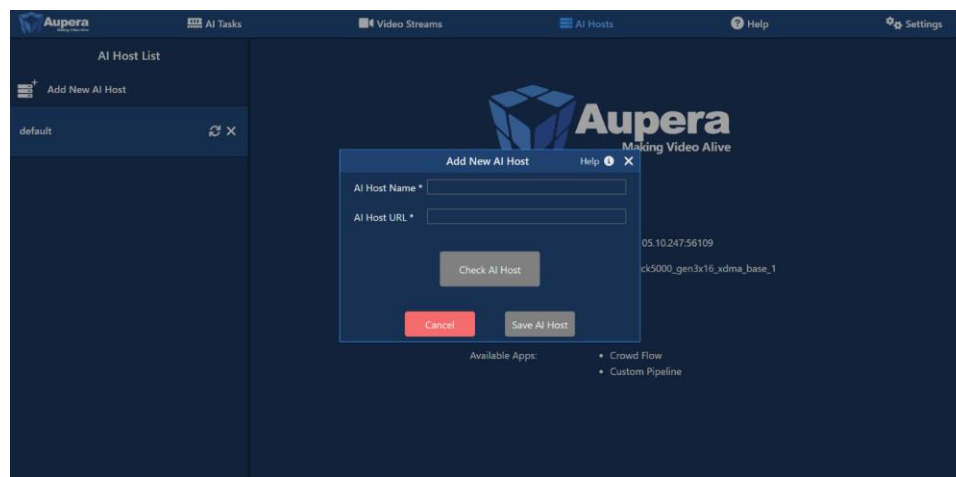 Aupera
AI Tasks
Video Streams
AI Hosts
Help
Settings
AI Host List
Add New AI Host
default
Aupera
Making Video Alive
Add New AI Host
Help
AI Host Name *
AI Host URL *
05.10.247:56109
Check AI Host
ck5000_gen3x16_xdma_base_1
Cancel
Save AI Host
Available Apps:
• Crowd Flow
• Custom Pipeline